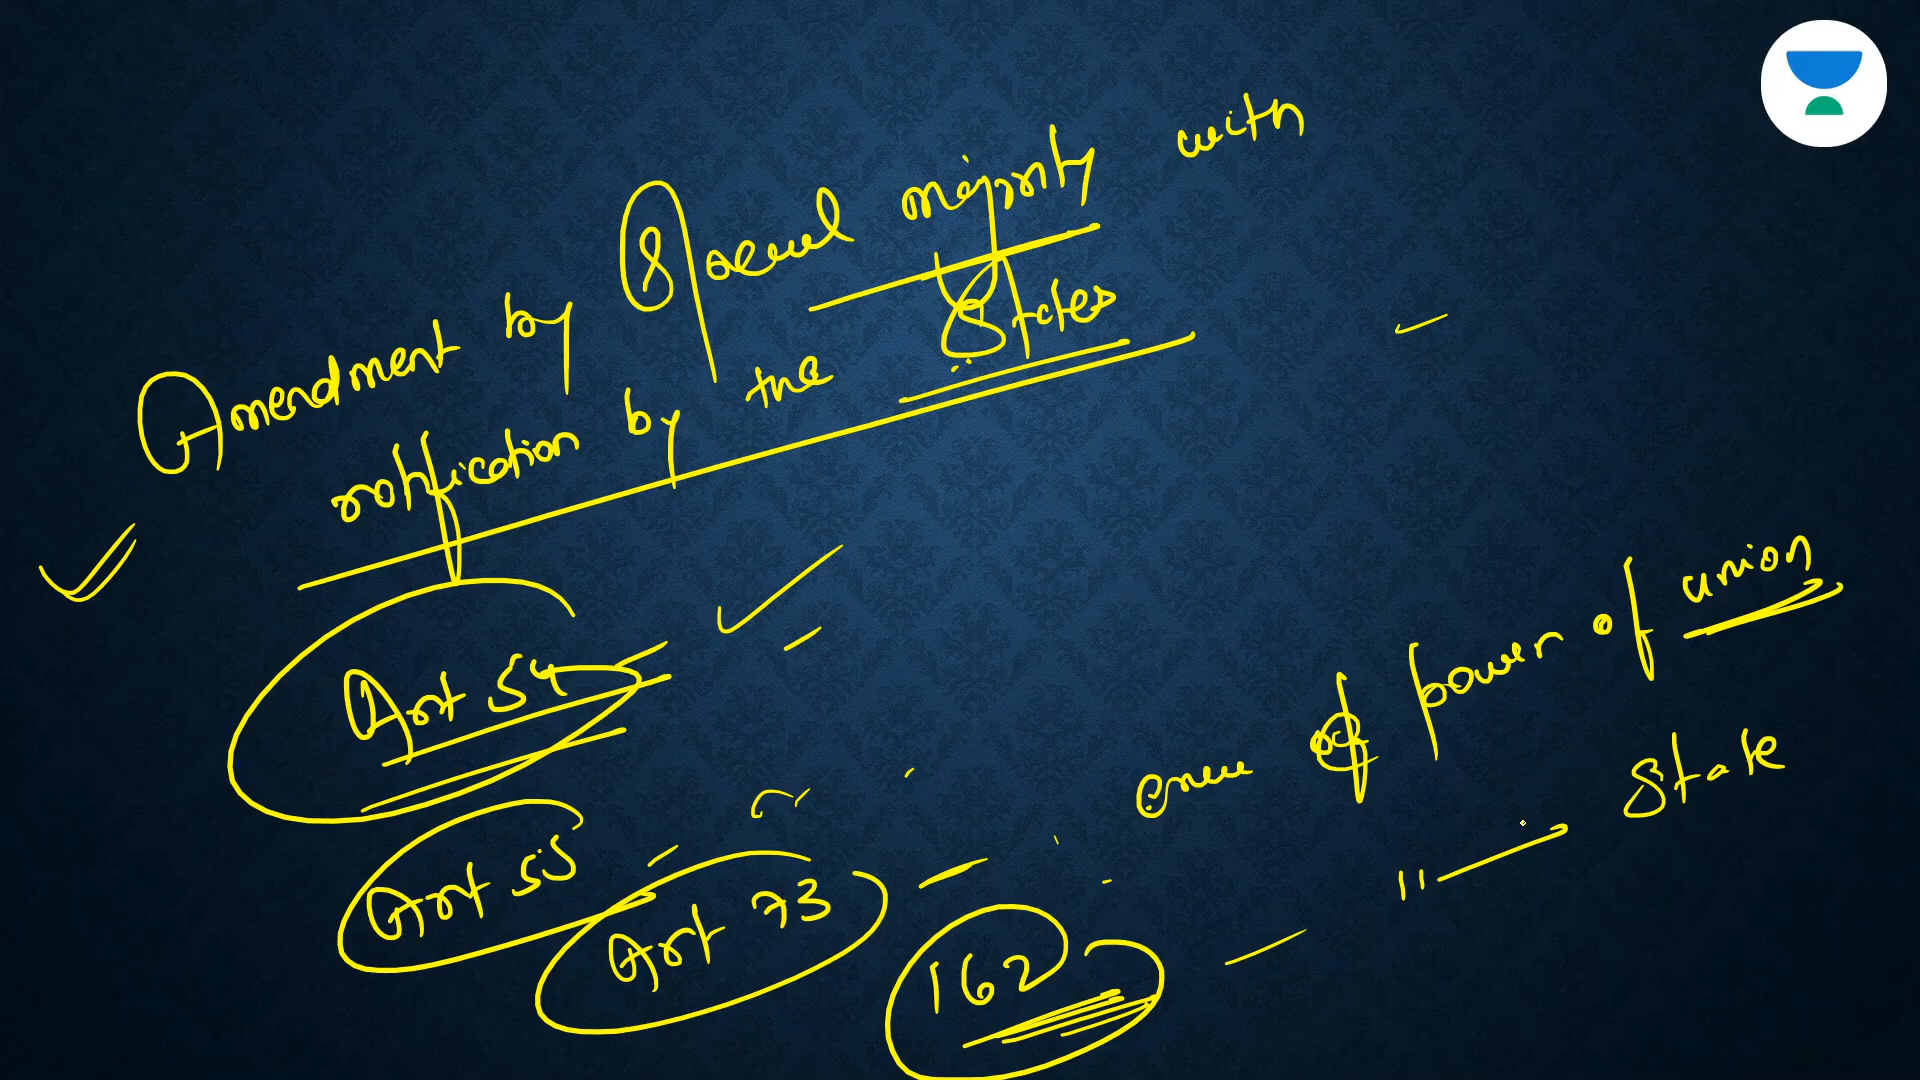 Amendment by Special majority with
ratification by the States
Art 54
Art 55
Art 73 - of power of union
162 - " State